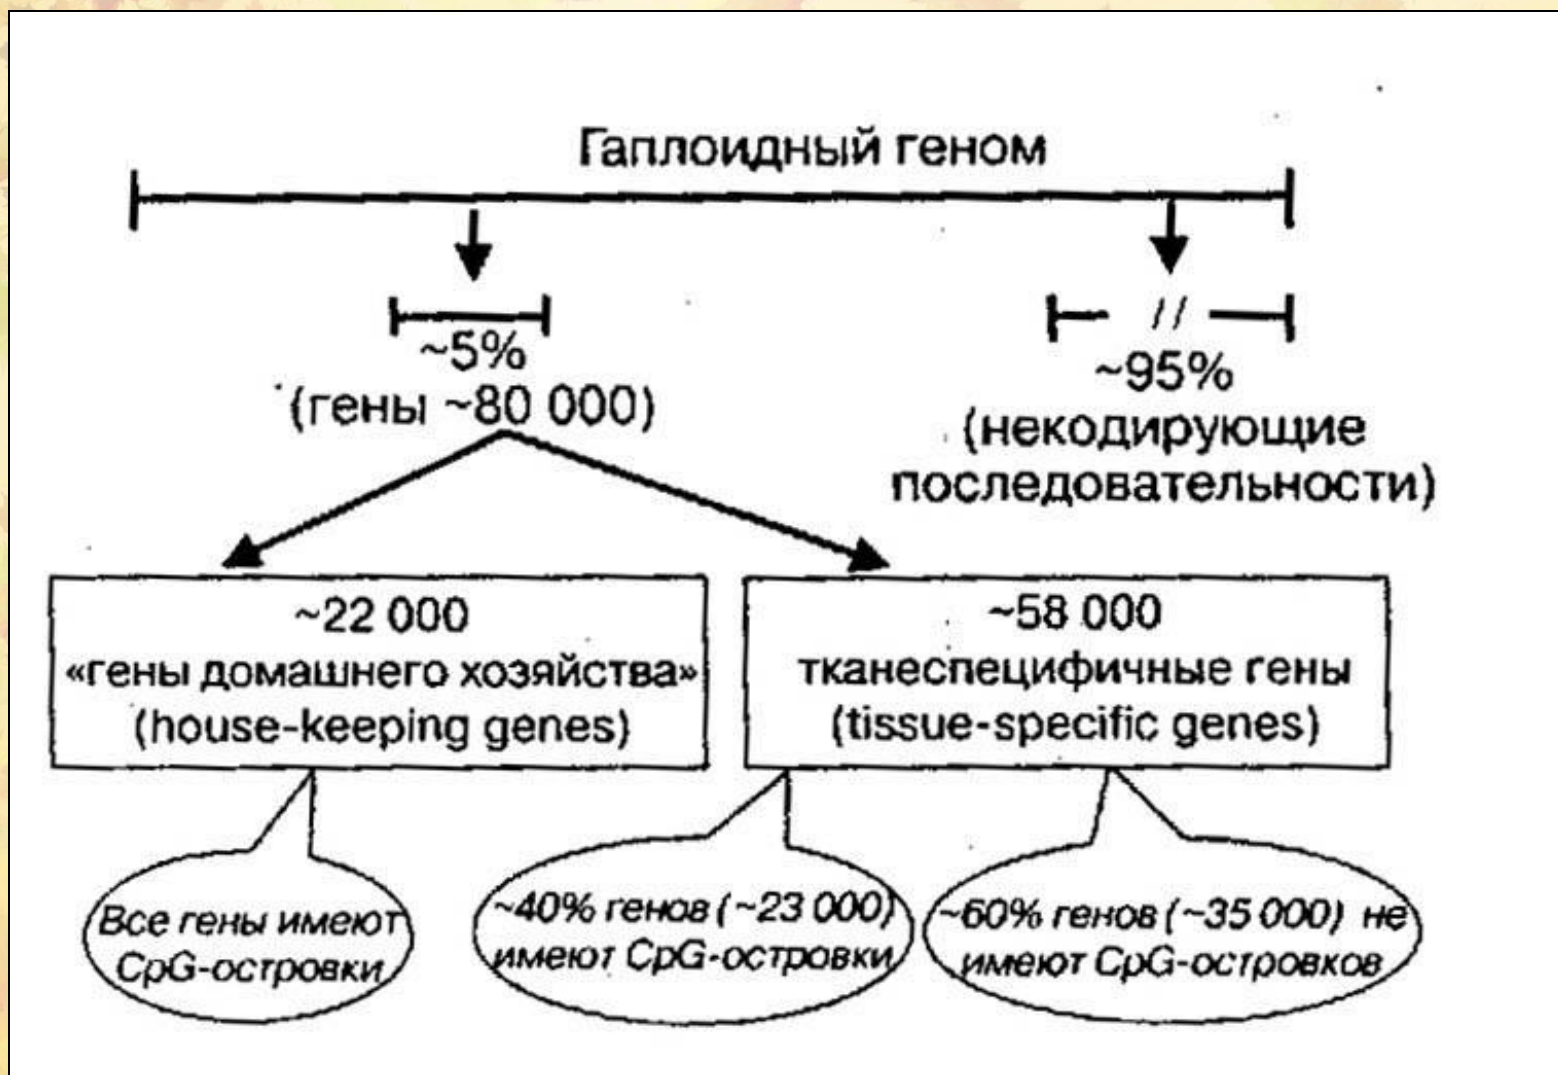 Гаплоидный геном
~5%
(гены ~80 000)
//
~95%
(некодирующие
последовательности)
~22 000
«гены домашнего хозяйства»
(house-keeping genes)
~58 000
тканеспецифичные гены
(tissue-specific genes)
Все гены имеют
CpG-островки
~40% генов (~23 000)
имеют CpG-островки
~60% генов (~35 000) не
имеют CpG-островков